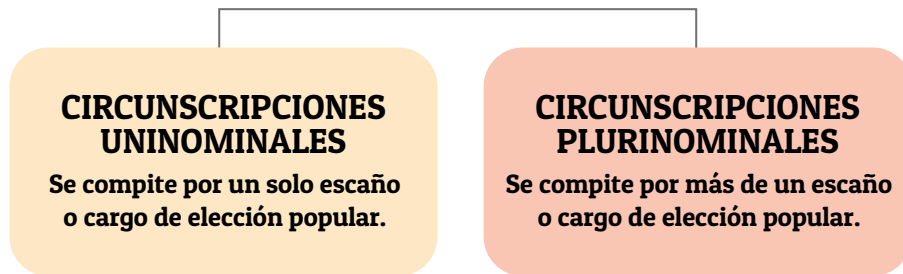 CIRCUNSCRIPCIONES
UNINOMINALES
Se compite por un solo escaño
o cargo de elección popular.
CIRCUNSCRIPCIONES
PLURINOMINALES
Se compite por más de un escaño
o cargo de elección popular.